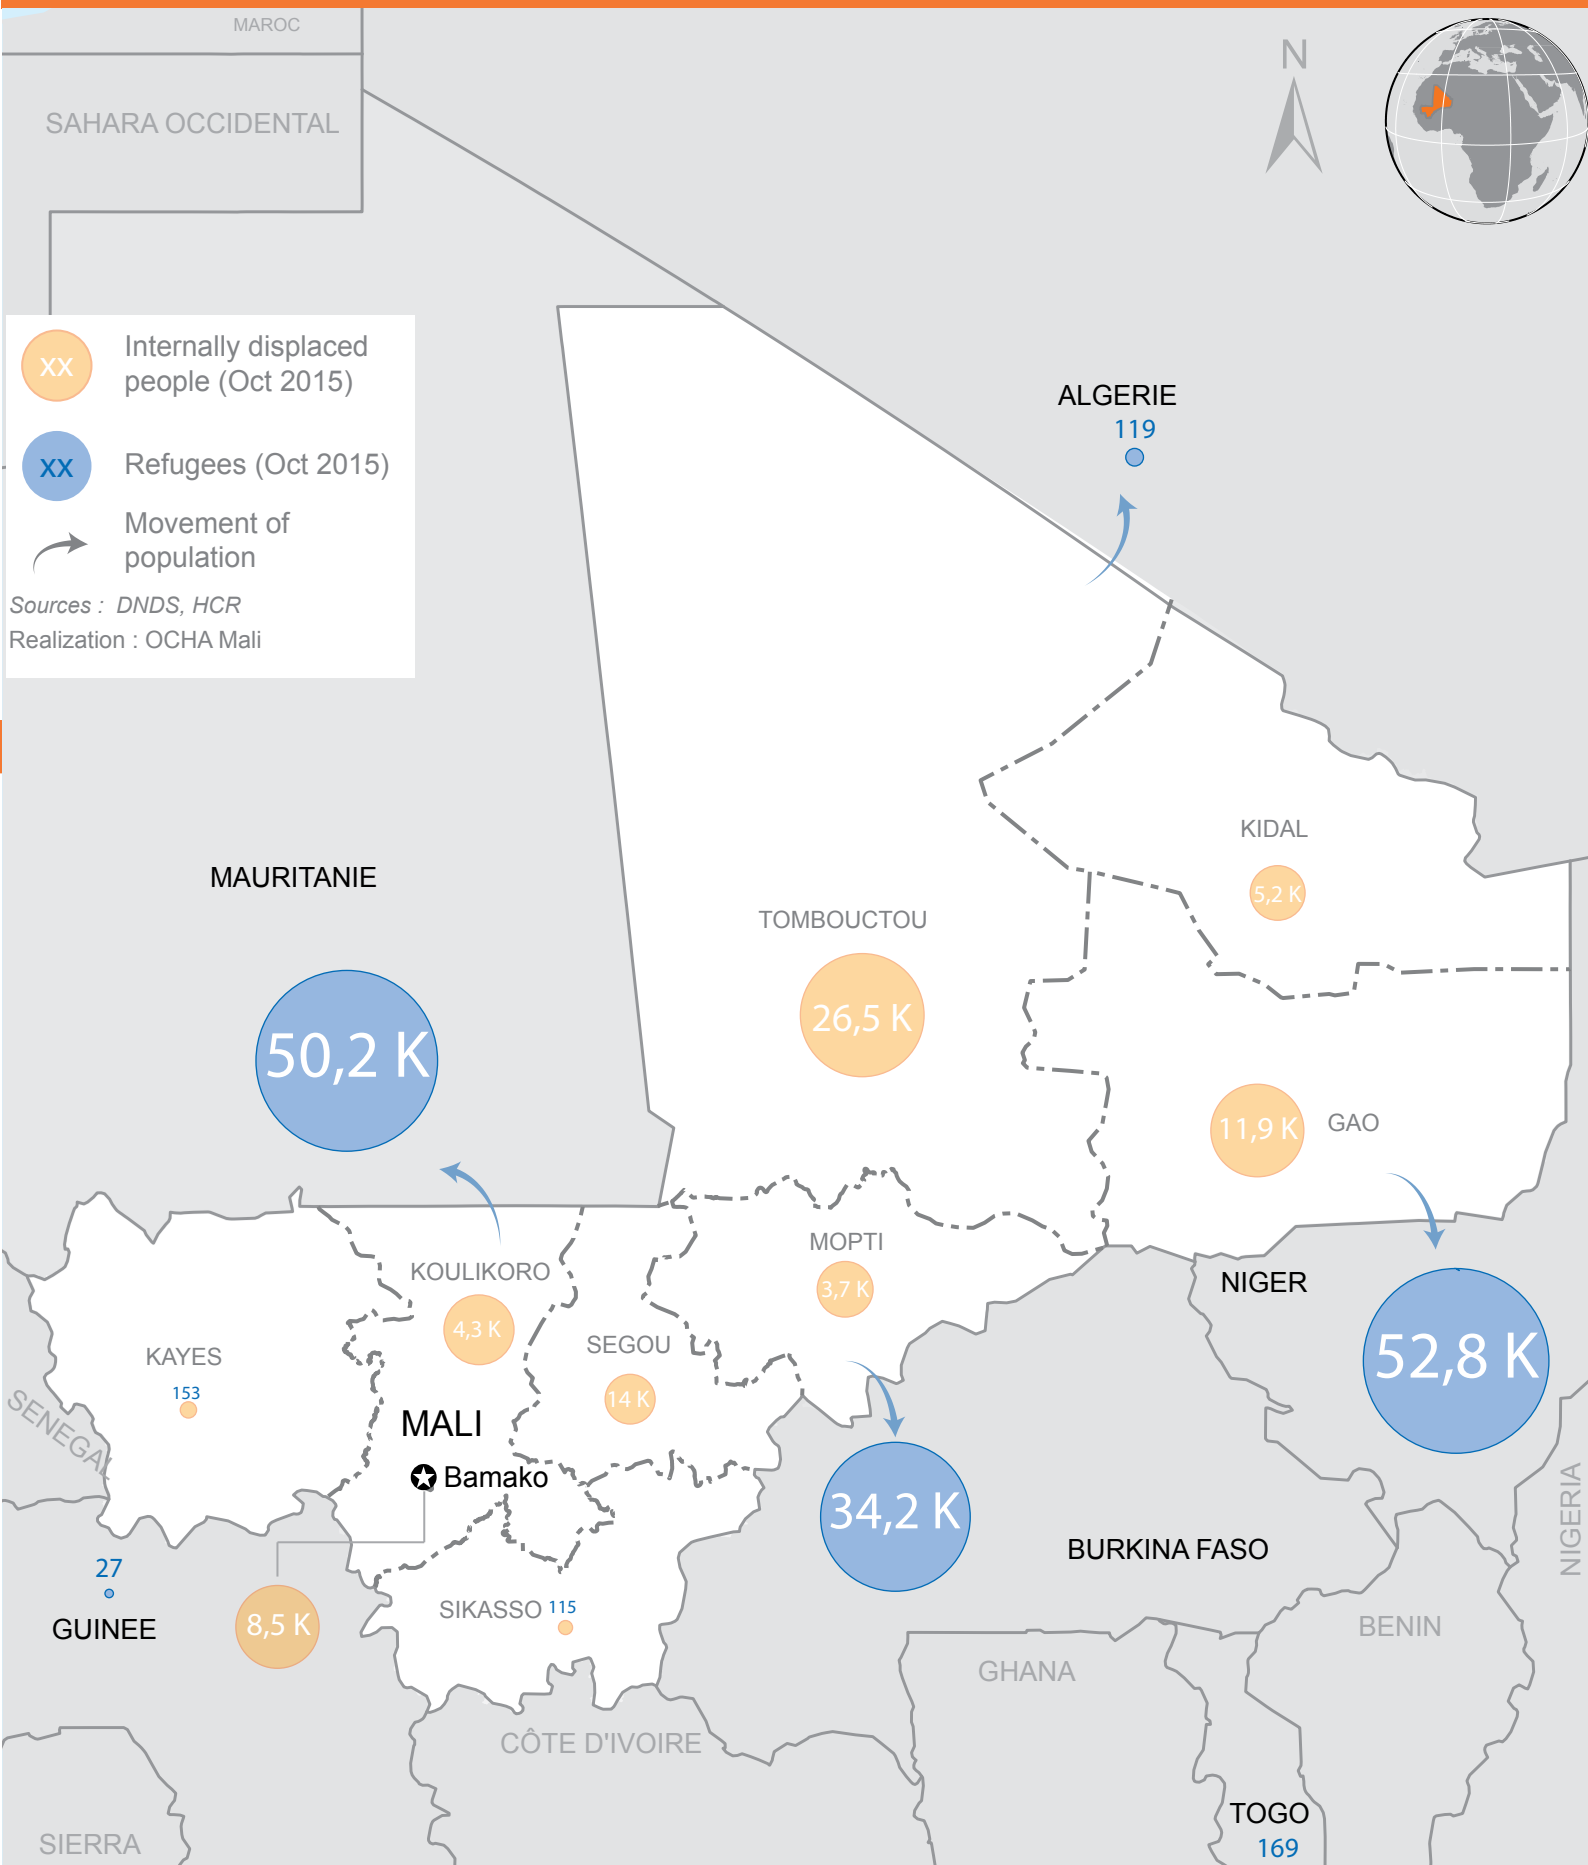 MAROC
N
SAHARA OCCIDENTAL
xx
Internally displaced
people (Oct 2015)
xx
Refugees (Oct 2015)
Movement of
population
Sources : DNDS, HCR
Realization : OCHA Mali
ALGERIE
119
KIDAL
5,2 K
MAURITANIE
TOMBOUCTOU
26,5 K
50,2 K
11,9 K
GAO
MOPTI
3,7 K
KOULIKORO
4,3 K
NIGER
52,8 K
SEGOU
14 K
KAYES
153
SENEGAL
MALI
Bamako
34,2 K
NIGERIA
BURKINA FASO
27
GUINEE
8,5 K
SIKASSO 115
BENIN
GHANA
CÔTE D'IVOIRE
TOGO
169
SIERRA